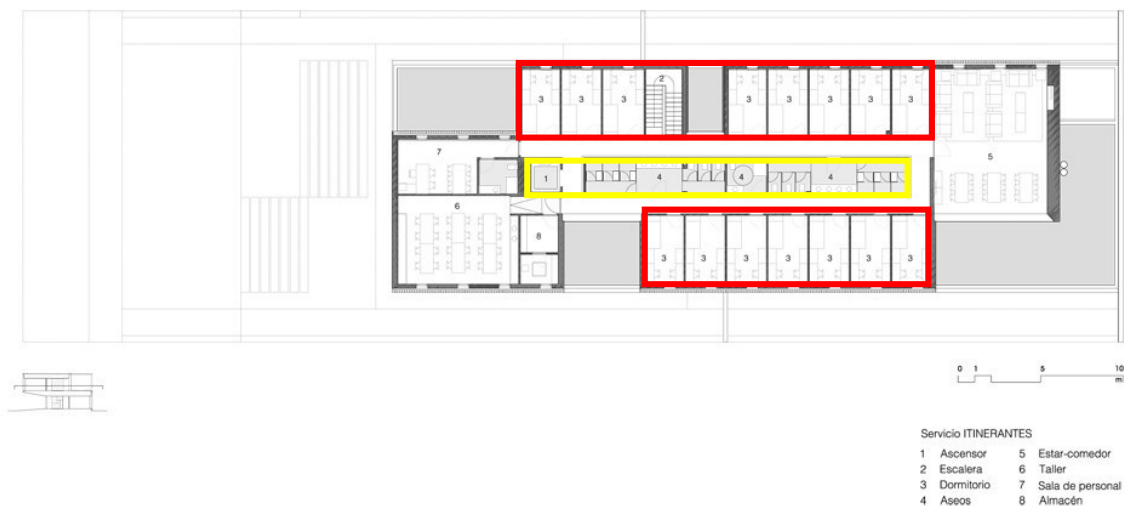 2
3 3 3 3 3 3 3 3
7
5
1 4 4 4
6
8
3 3 3 3 3 3 3
0 1 5 10
m
Servicio ITINERANTES
1 Ascensor 5 Estar-comedor
2 Escalera 6 Taller
3 Dormitorio 7 Sala de personal
4 Aseos 8 Almacén